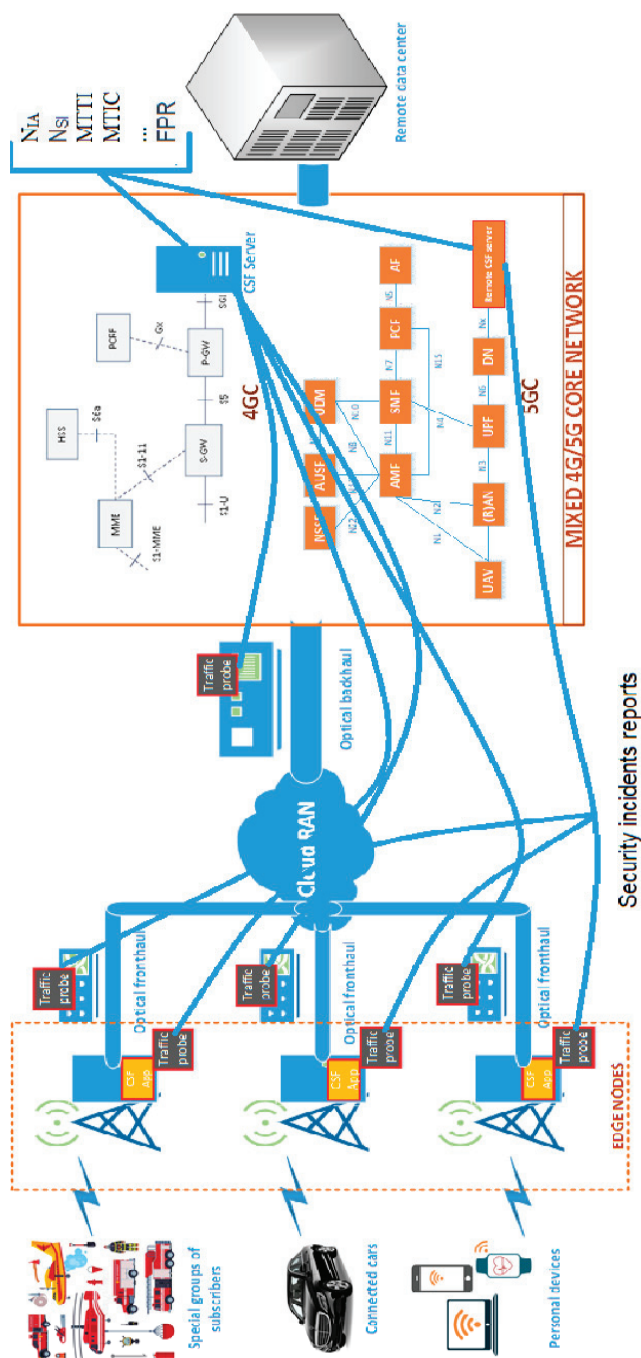 NIA
NSI
MTTI
MTIC
...
FPR
Remote data center
HSS
S6a
PCRF
Gx
MME
S1-11
S1-MME
S-GW
S5
P-GW
SGi
S1-U
CSF Server
4GC
NSSF
AUSF
UDM
N22
N8
N10
AMF
N11
SMF
N7
PCF
N5
AF
N15
N1
N2
N4
UAV
(R)AN
N3
UPF
N6
DN
Nx
Remote CSF server
5GC
MIXED 4G/5G CORE NETWORK
Traffic
probe
Optical backhaul
Cloud RAN
Traffic
probe
Optical fronthaul
CSF
App
Traffic
probe
Special groups of
subscribers
Traffic
probe
Optical fronthaul
CSF
App
Traffic
probe
Connected cars
Traffic
probe
Optical fronthaul
CSF
App
Traffic
probe
Personal devices
EDGE NODES
Security incidents reports